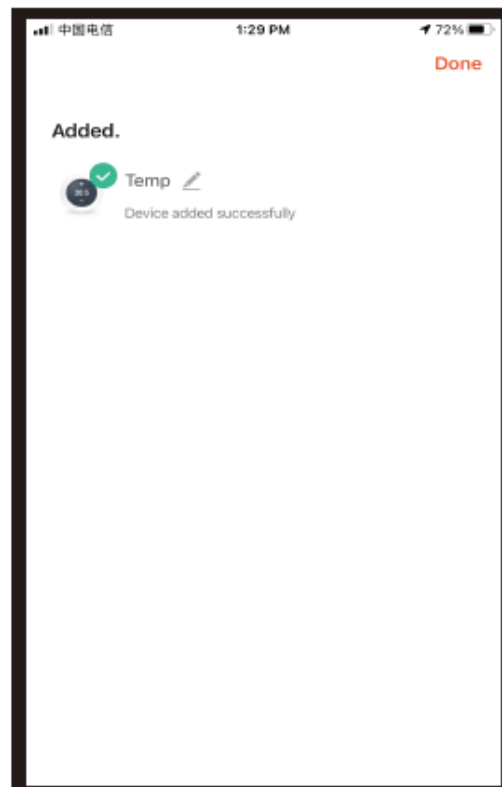 中国电信 1:29 PM 72%
Done
Added.
Temp
Device added successfully